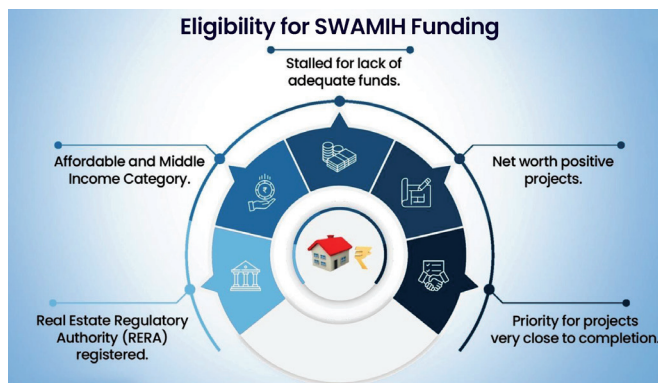 Eligibility for SWAMIH Funding
Stalled for lack of
adequate funds.
Affordable and Middle
Income Category.
Net worth positive
projects.
Real Estate Regulatory
Authority (RERA)
registered.
Priority for projects
very close to completion.